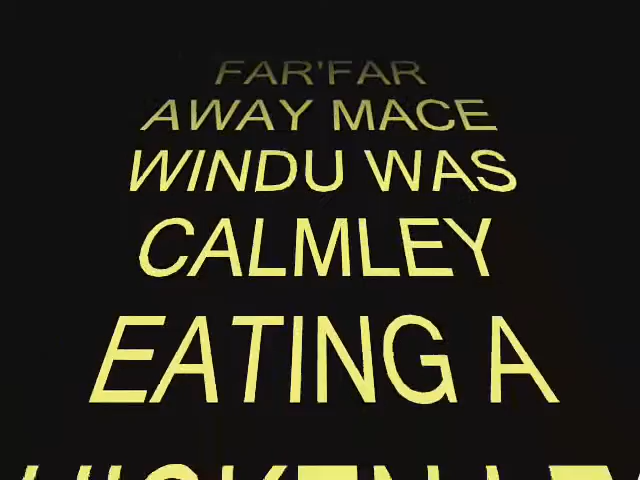 FAR'FAR
AWAY MACE
WINDU WAS
CALMLEY
EATING A